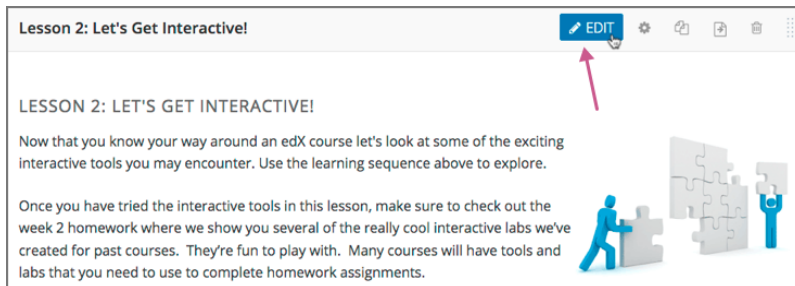 Lesson 2: Let's Get Interactive!
EDIT
LESSON 2: LET'S GET INTERACTIVE!
Now that you know your way around an edX course let's look at some of the exciting
interactive tools you may encounter. Use the learning sequence above to explore.
Once you have tried the interactive tools in this lesson, make sure to check out the
week 2 homework where we show you several of the really cool interactive labs we've
created for past courses.  They're fun to play with.  Many courses will have tools and
labs that you need to use to complete homework assignments.